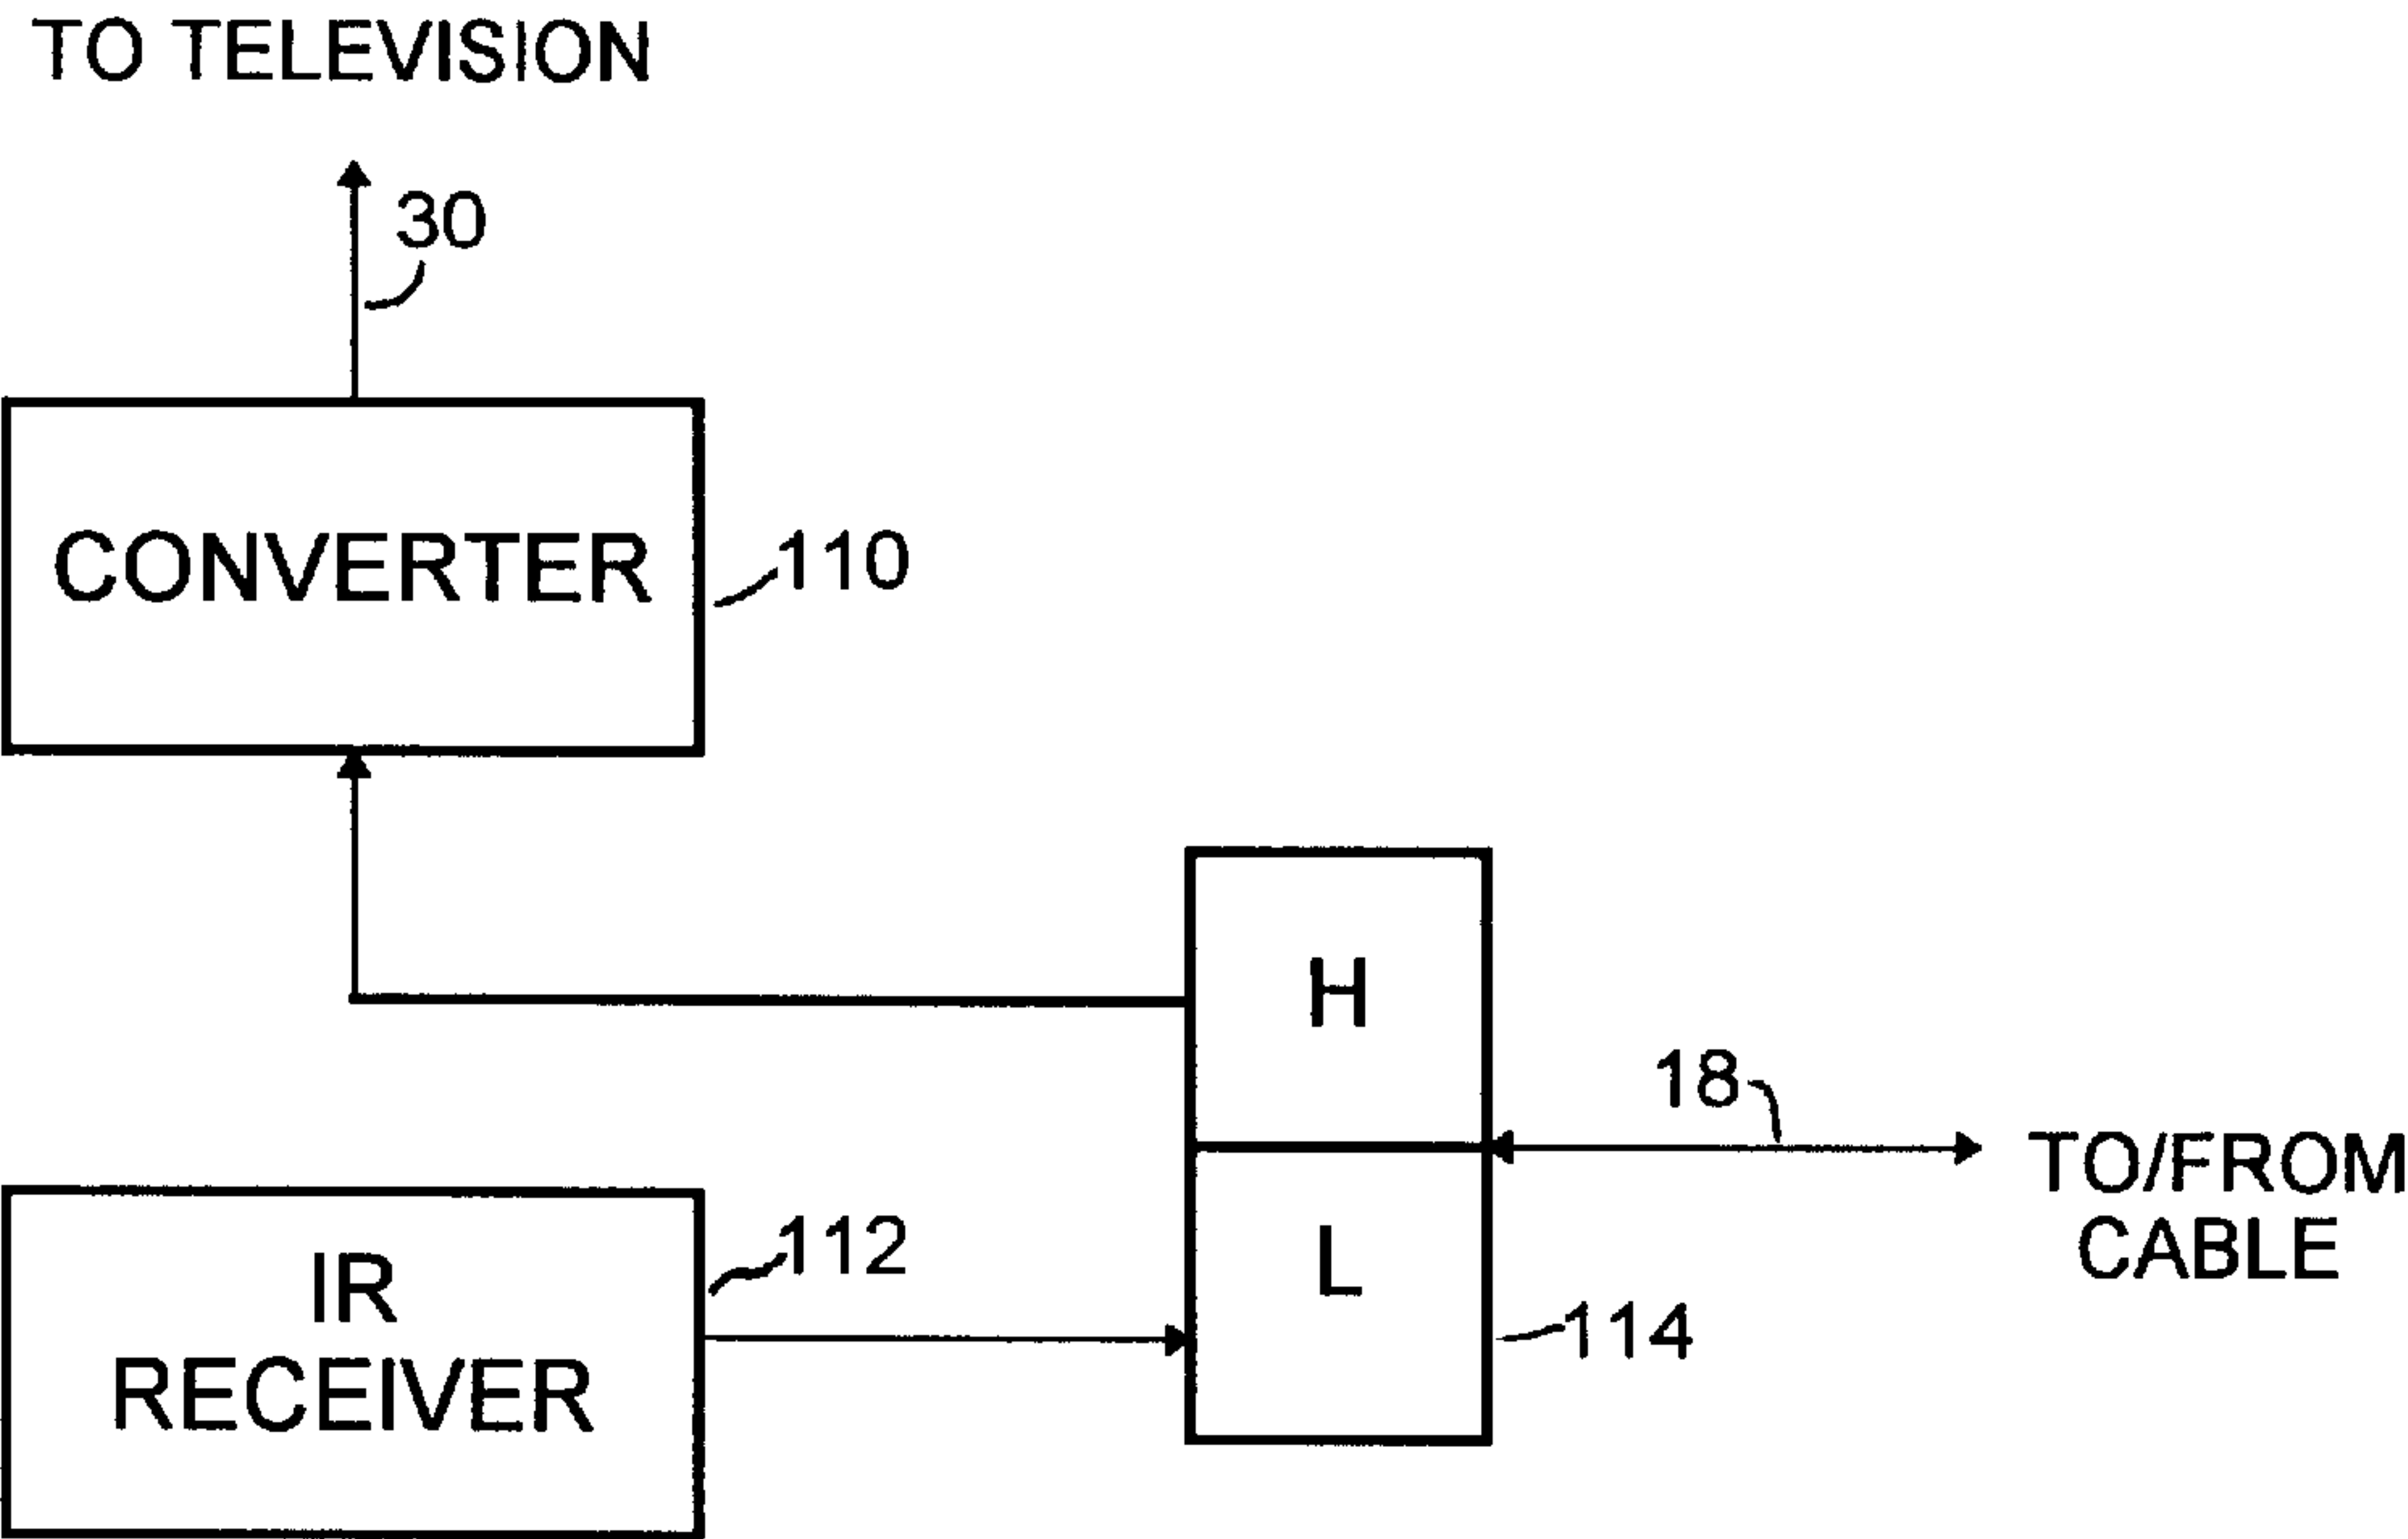 TO TELEVISION
30
CONVERTER
110
H
18
TO/FROM
CABLE
IR
RECEIVER
112
L
114